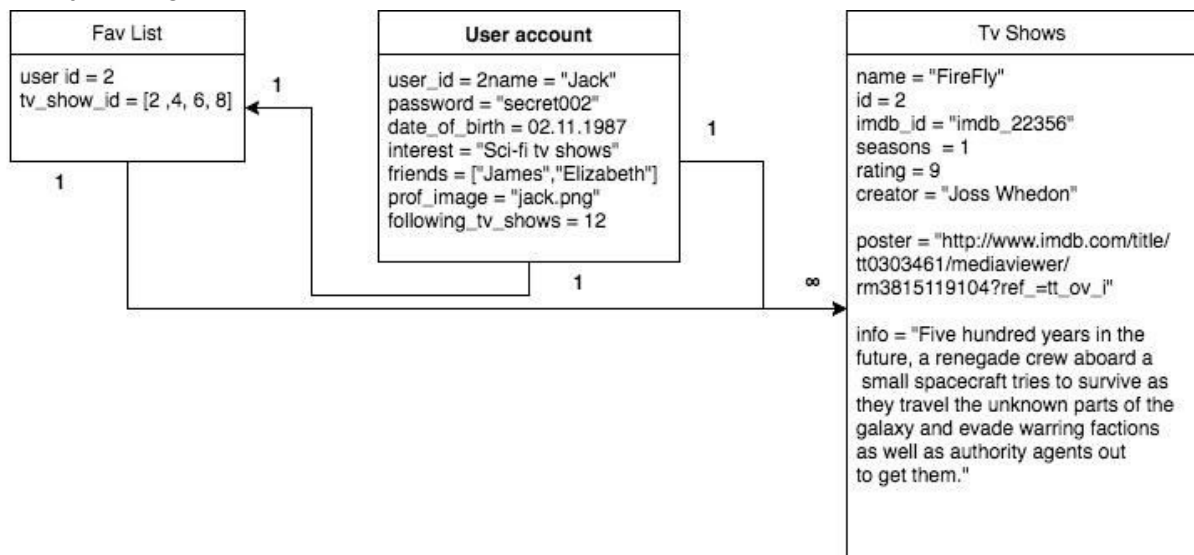 Fav List
user id = 2
tv_show_id = [2 ,4, 6, 8]
1
1
User account
user_id = 2name = "Jack"
password = "secret002"
date_of_birth = 02.11.1987
interest = "Sci-fi tv shows"
friends = ["James","Elizabeth"]
prof_image = "jack.png"
following_tv_shows = 12
1
1
∞
Tv Shows
name = "FireFly"
id = 2
imdb_id = "imdb_22356"
seasons = 1
rating = 9
creator = "Joss Whedon"
poster = "http://www.imdb.com/title/
tt0303461/mediaviewer/
rm3815119104?ref_=tt_ov_i"
info = "Five hundred years in the
future, a renegade crew aboard a
small spacecraft tries to survive as
they travel the unknown parts of the
galaxy and evade warring factions
as well as authority agents out
to get them."